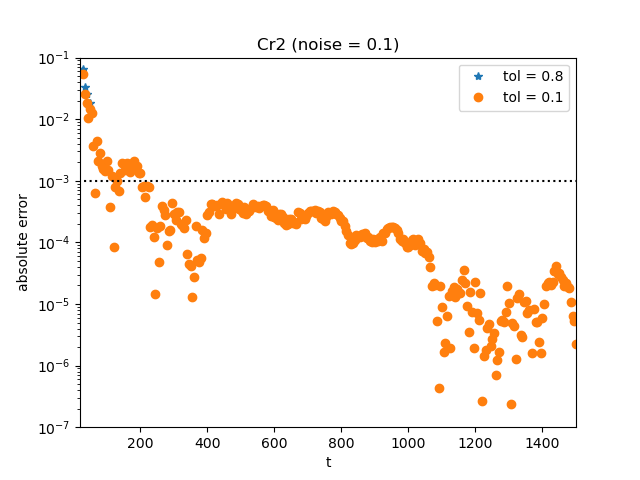 Cr2 (noise = 0.1)
absolute error
10⁻¹
10⁻²
10⁻³
10⁻⁴
10⁻⁵
10⁻⁶
10⁻⁷
tol = 0.8
tol = 0.1
200 400 600 800 1000 1200 1400
t